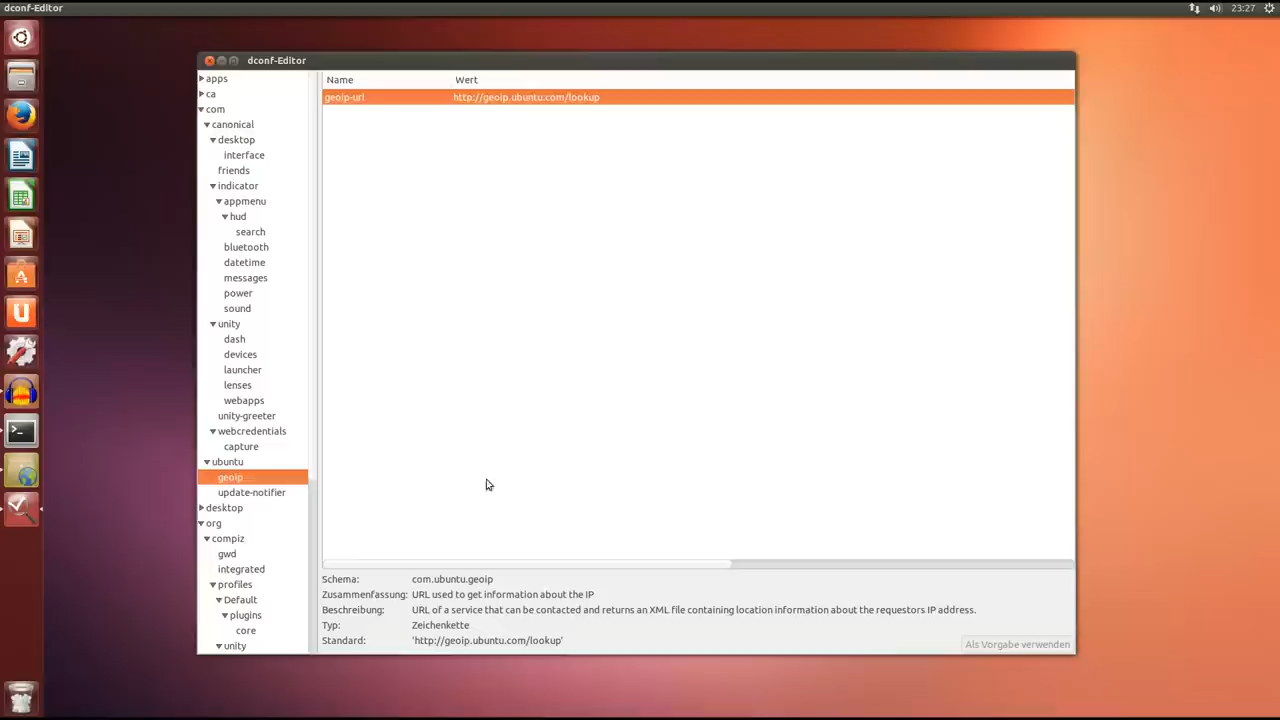 dconf-Editor
23:27
dconf-Editor
apps
ca
com
canonical
desktop
interface
friends
indicator
appmenu
hud
search
bluetooth
datetime
messages
power
sound
unity
dash
devices
launcher
lenses
webapps
unity-greeter
webcredentials
capture
ubuntu
geoip
update-notifier
desktop
org
compiz
gwd
integrated
profiles
Default
plugins
core
unity
Name Wert
geoip-url http://geoip.ubuntu.com/lookup
Schema: com.ubuntu.geoip
Zusammenfassung: URL used to get information about the IP
Beschreibung: URL of a service that can be contacted and returns an XML file containing location information about the requestors IP address.
Typ: Zeichenkette
Standard: 'http://geoip.ubuntu.com/lookup'
Als Vorgabe verwenden